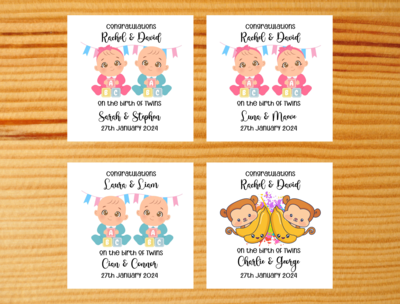 Congratulations
Rachel & David
on the birth of Twins
Sarah & Stephen
27th January 2024
Congratulations
Rachel & David
on the birth of Twins
Luna & Maeve
27th January 2024
Congratulations
Laura & Liam
on the birth of Twins
Cian & Connor
27th January 2024
Congratulations
Rachel & David
on the birth of Twins
Charlie & George
27th January 2024